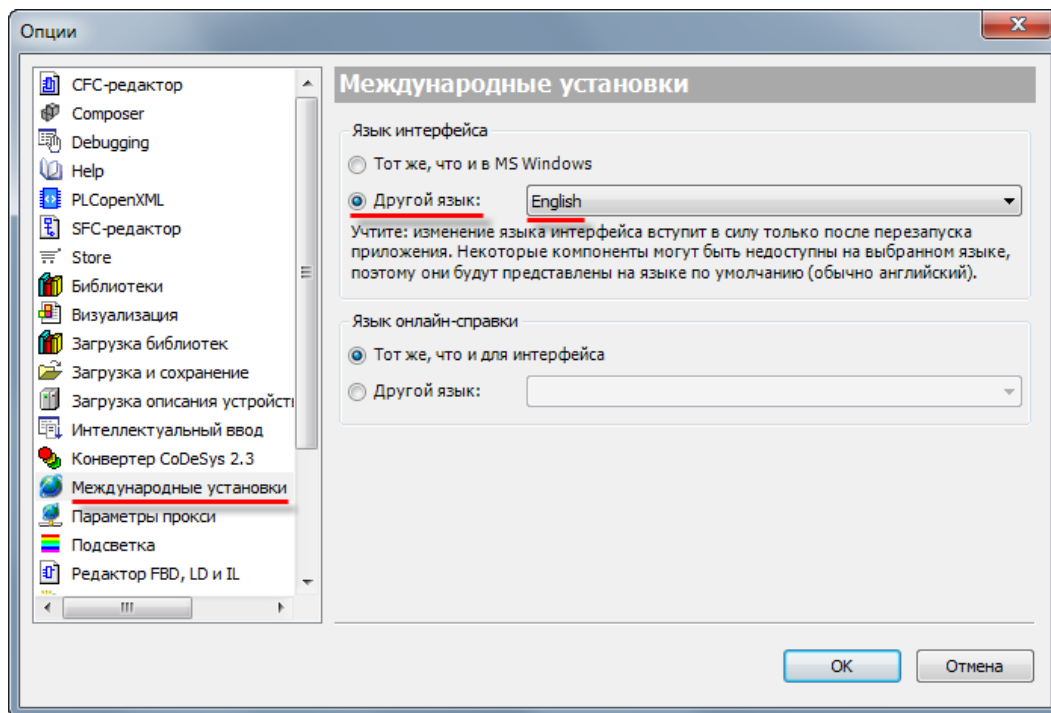 Опции
CFC-редактор
Composer
Debugging
Help
PLCopenXML
SFC-редактор
Store
Библиотеки
Визуализация
Загрузка библиотек
Загрузка и сохранение
Загрузка описания устройст
Интеллектуальный ввод
Конвертер CoDeSys 2.3
Международные установки
Параметры прокси
Подсветка
Редактор FBD, LD и IL
Международные установки
Язык интерфейса
Тот же, что и в MS Windows
Другой язык: English
Учтите: изменение языка интерфейса вступит в силу только после перезапуска
приложения. Некоторые компоненты могут быть недоступны на выбранном языке,
поэтому они будут представлены на языке по умолчанию (обычно английский).
Язык онлайн-справки
Тот же, что и для интерфейса
Другой язык:
OK Отмена